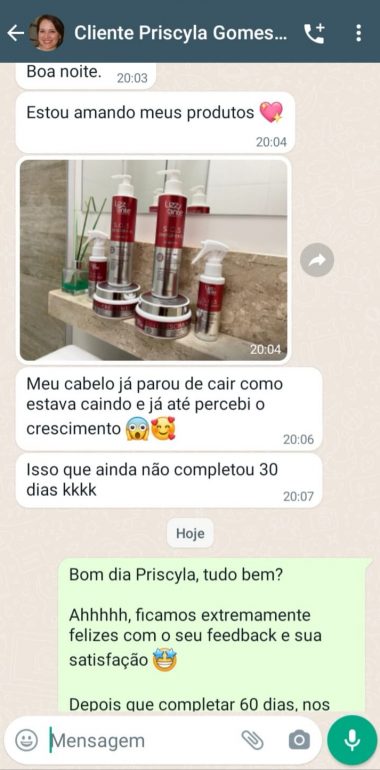 Cliente Priscyla Gomes...
Boa noite.
20:03
Estou amando meus produtos 💖
20:04
S.O.S
20:04
Meu cabelo já parou de cair como
estava caindo e já até percebi o
crescimento 😱🥰
20:06
Isso que ainda não completou 30
dias kkkk
20:07
Hoje
Bom dia Priscyla, tudo bem?
Ahhhhh, ficamos extremamente
felizes com o seu feedback e sua
satisfação 🤩
Depois que completar 60 dias, nos
Mensagem